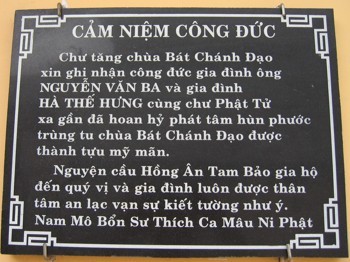 CẢM NIỆM CÔNG ĐỨC
Chư tăng chùa Bát Chánh Đạo
xin ghi nhận công đức gia đình ông
NGUYỄN VĂN BA và gia đình
HÀ THẾ HƯNG cùng chư Phật Tử
xa gần đã hoan hỷ phát tâm hùn phước
trùng tu chùa Bát Chánh Đạo được
thành tựu mỹ mãn.
Nguyện cầu Hồng Ân Tam Bảo gia hộ
đến quý vị và gia đình luôn được thân
tâm an lạc vạn sự kiết tường như ý.
Nam Mô Bổn Sư Thích Ca Mâu Ni Phật